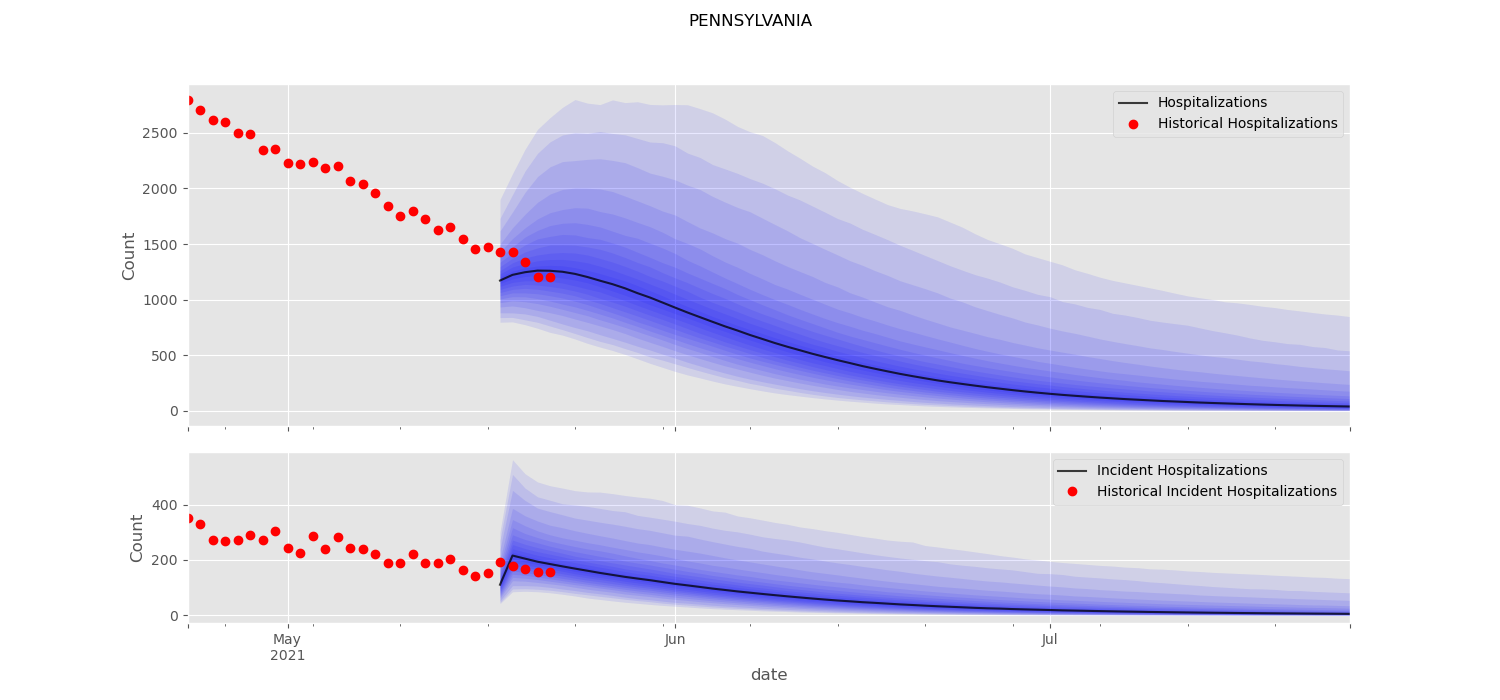 PENNSYLVANIA
Hospitalizations
Historical Hospitalizations
Count
2500
2000
1500
1000
500
0
Incident Hospitalizations
Historical Incident Hospitalizations
Count
400
200
0
May
2021
Jun
Jul
date